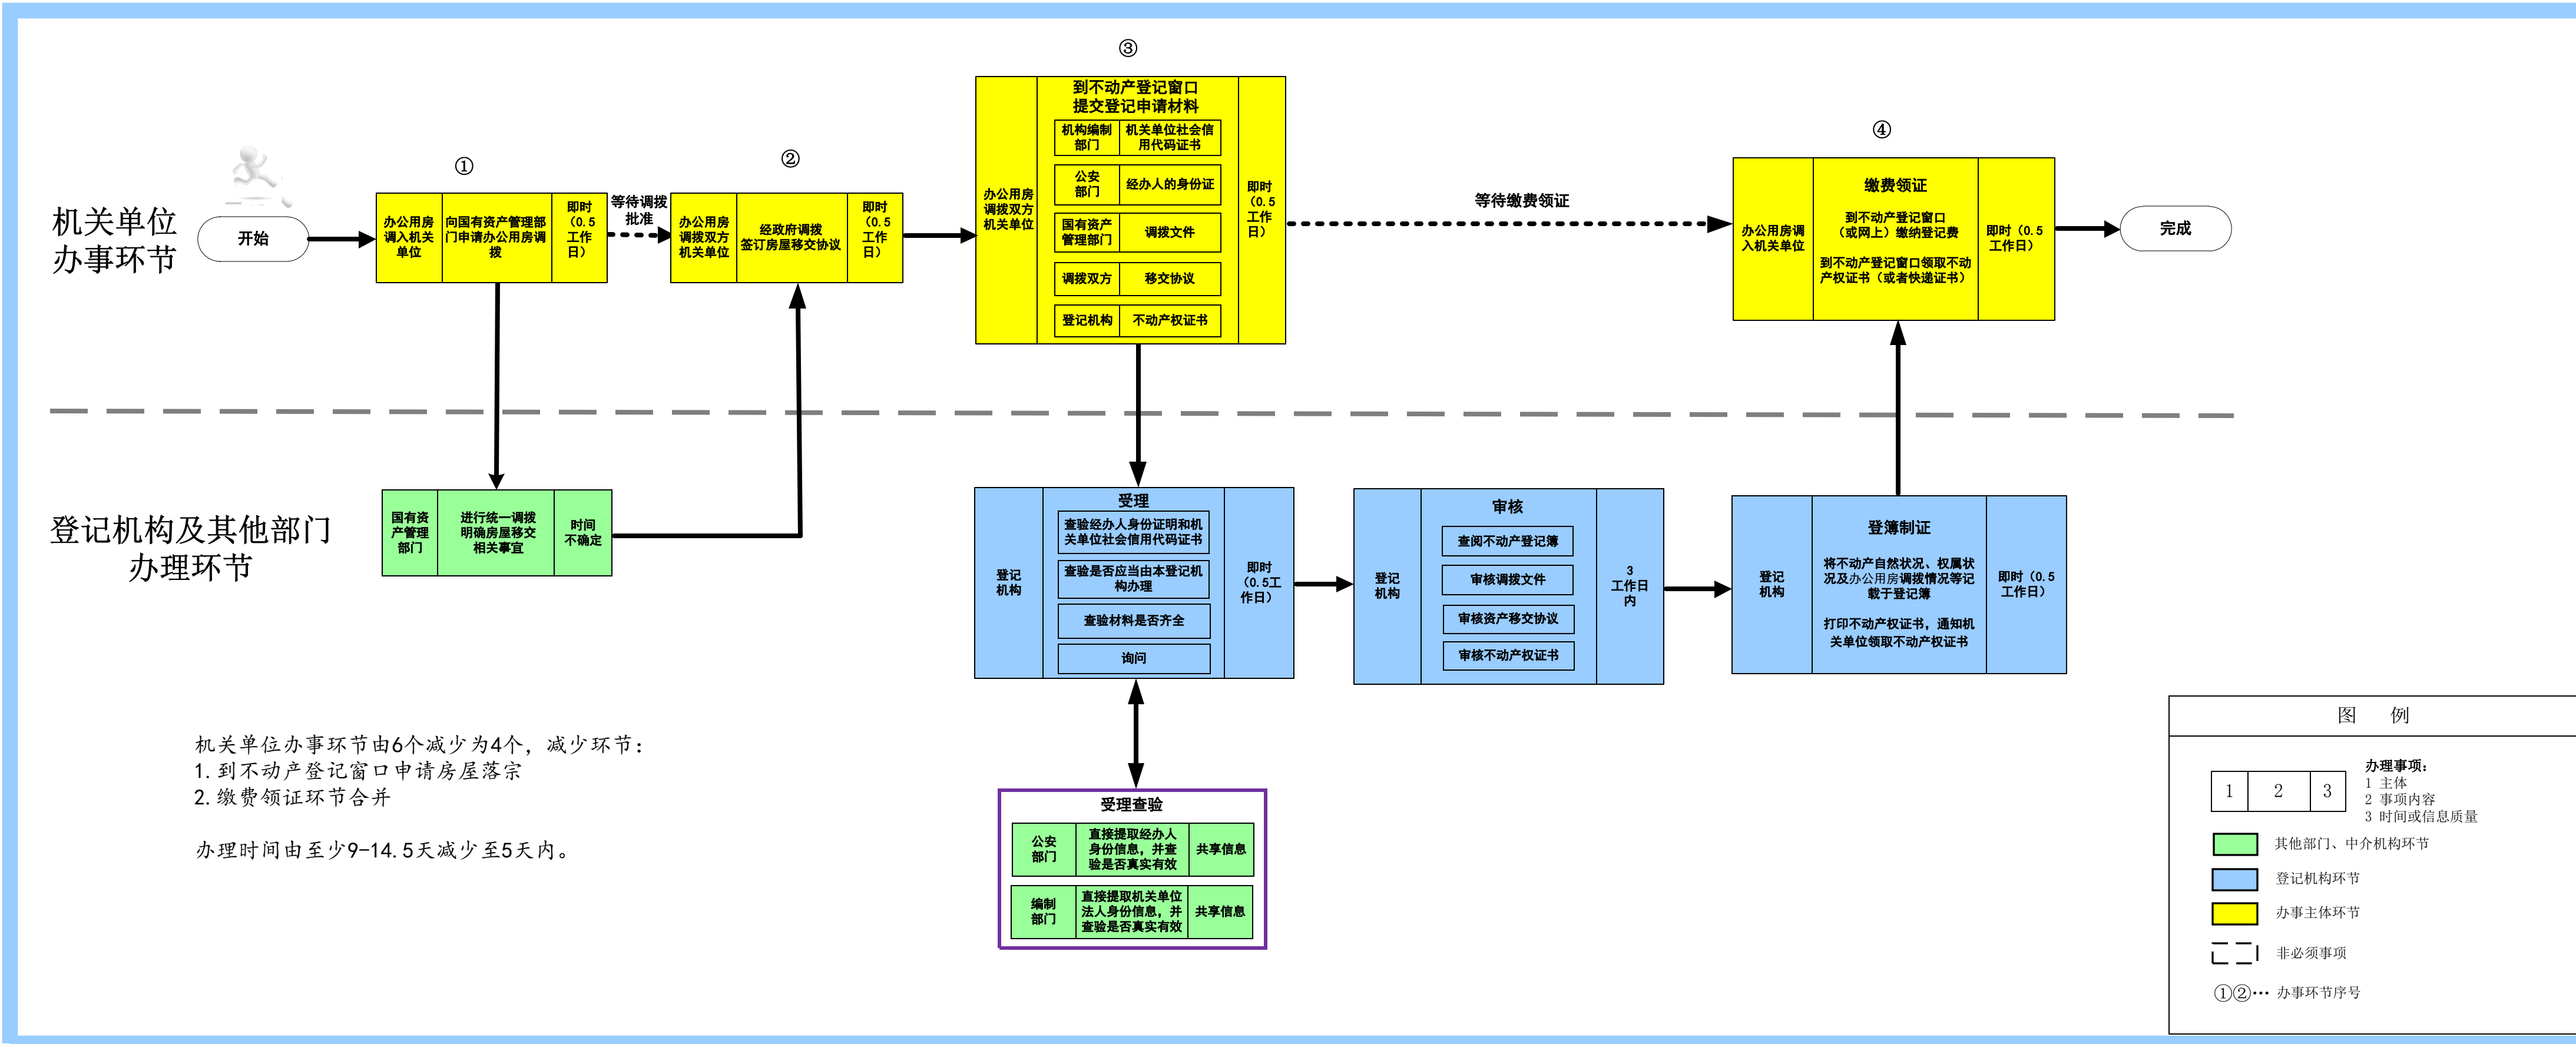 机关单位
办事环节
开始
①
办公用房
调入机关
单位
向国有资产管理部
门申请办公用房调
拨
即时
（0.5
工作
日）
等待调拨
批准
②
办公用房
调拨双方
机关单位
经政府调拨
签订房屋移交协议
即时
（0.5
工作
日）
③
办公用房
调拨双方
机关单位
到不动产登记窗口
提交登记申请材料
机构编制
部门
机关单位社会信
用代码证书
公安
部门
经办人的身份证
国有资产
管理部门
调拨文件
调拨双方
移交协议
登记机构
不动产权证书
即时
（0.5
工作
日）
等待缴费领证
④
办公用房调
入机关单位
缴费领证
到不动产登记窗口
（或网上）缴纳登记费
到不动产登记窗口领取不动
产权证书（或者快递证书）
即时（0.5
工作日）
完成
登记机构及其他部门
办理环节
国有资
产管理
部门
进行统一调拨
明确房屋移交
相关事宜
时间
不确定
登记
机构
受理
查验经办人身份证明和机
关单位社会信用代码证书
查验是否应当由本登记机
构办理
查验材料是否齐全
询问
即时
（0.5工
作日）
登记
机构
审核
查阅不动产登记簿
审核调拨文件
审核资产移交协议
审核不动产权证书
3
工作日
内
登记
机构
登簿制证
将不动产自然状况、权属状
况及办公用房调拨情况等记
载于登记簿
打印不动产权证书，通知机
关单位领取不动产权证书
即时（0.5
工作日）
受理查验
公安
部门
直接提取经办人
身份信息，并查
验是否真实有效
共享信息
编制
部门
直接提取机关单位
法人身份信息，并
查验是否真实有效
共享信息
机关单位办事环节由6个减少为4个，减少环节：
1.到不动产登记窗口申请房屋落宗
2.缴费领证环节合并
办理时间由至少9-14.5天减少至5天内。
图 例
1 2 3
办理事项：
1 主体
2 事项内容
3 时间或信息质量
其他部门、中介机构环节
登记机构环节
办事主体环节
非必须事项
①②… 办事环节序号